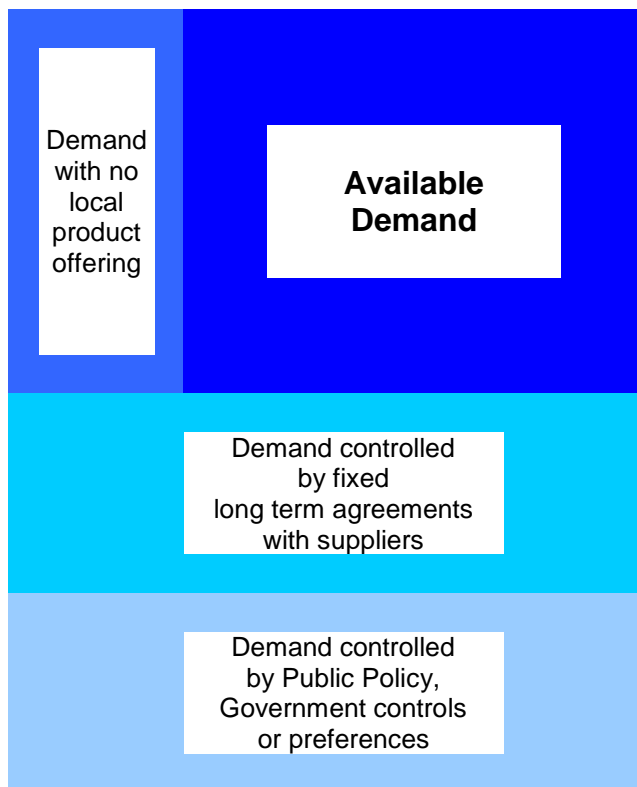 Demand
with no
local
product
offering
Available
Demand
Demand controlled
by fixed
long term agreements
with suppliers
Demand controlled
by Public Policy,
Government controls
or preferences